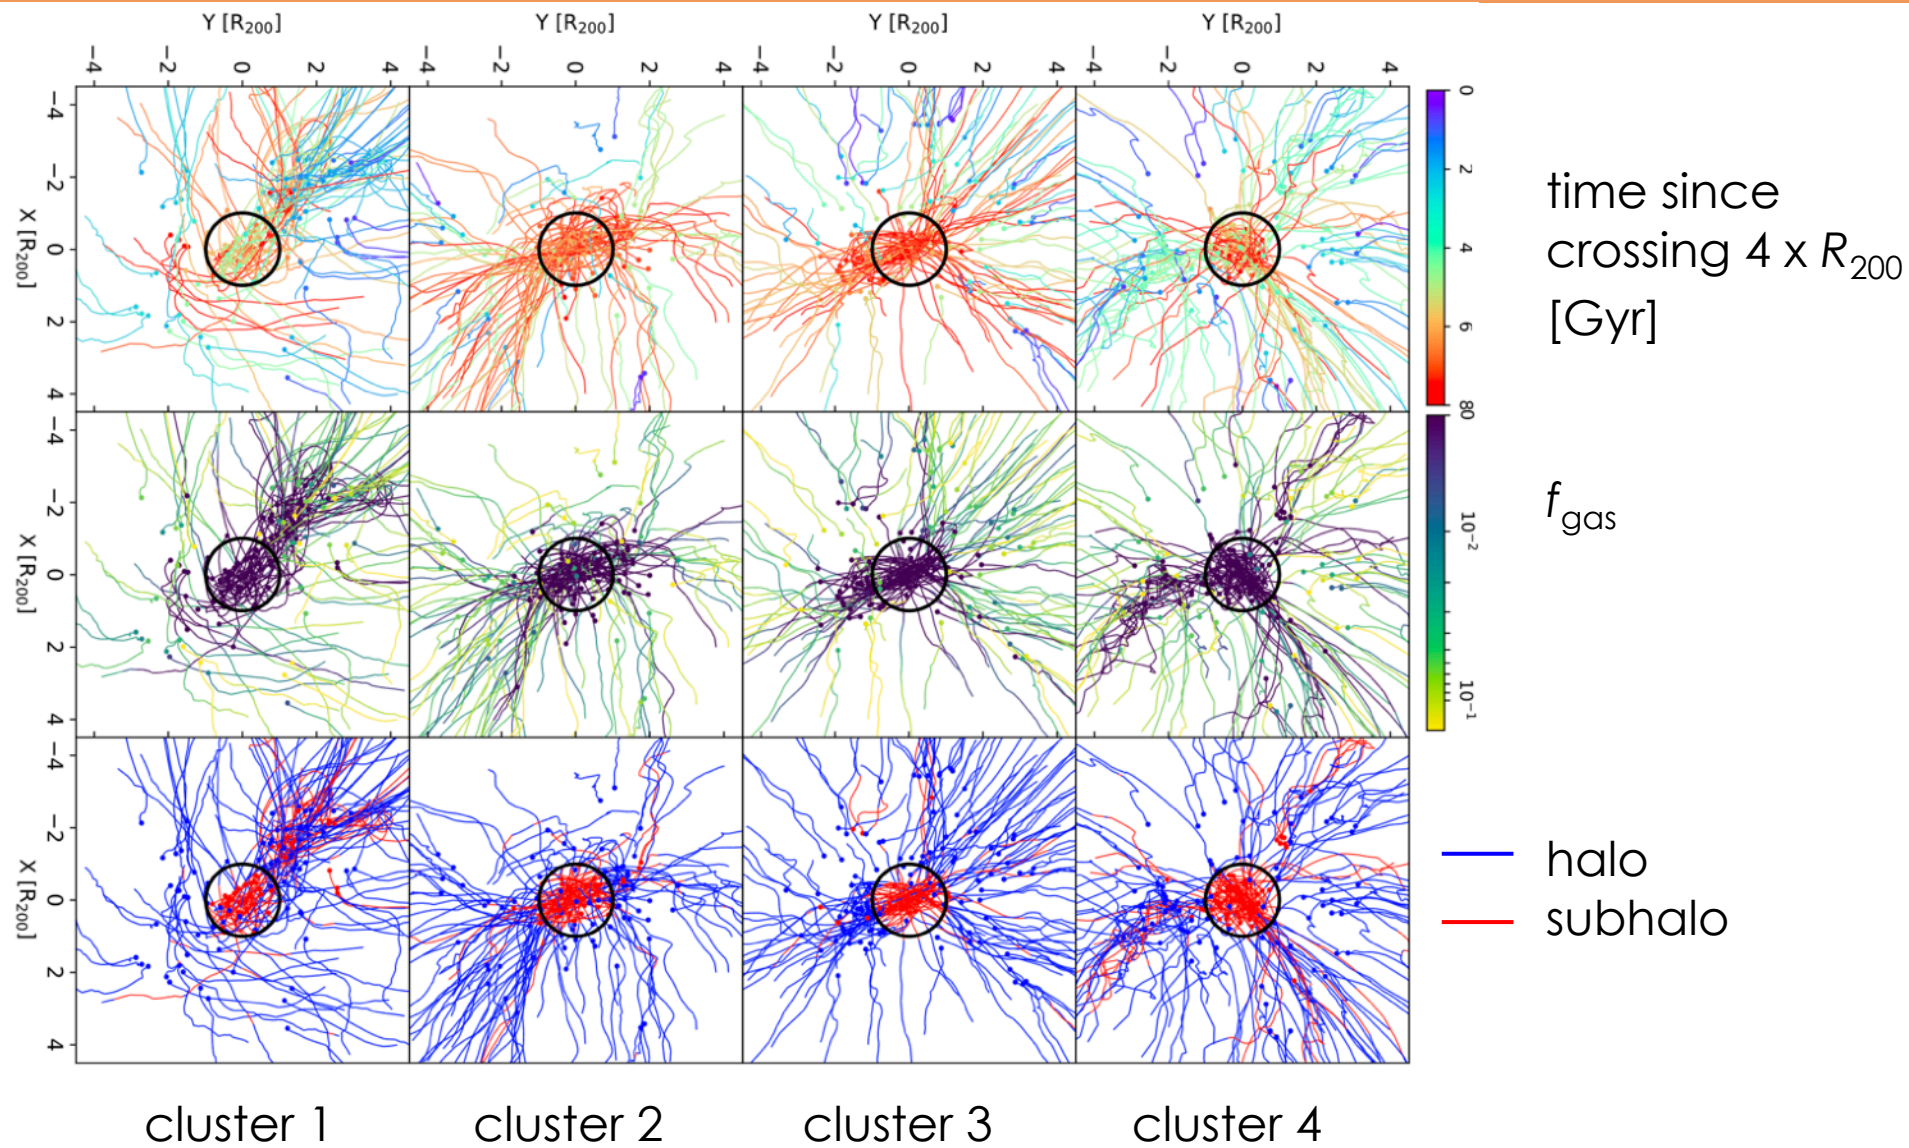 Y [R200] Y [R200] Y [R200] Y [R200]
−4 −2 0 2 4 −4 −2 0 2 4 −4 −2 0 2 4 −4 −2 0 2 4
−4 −2 0 2 4
X [R200]
0 2 4 6 8
time since
crossing 4 x R200
[Gyr]
−4 −2 0 2 4
X [R200]
0 10−2 10−1
fgas
−4 −2 0 2 4
X [R200]
halo
subhalo
cluster 1 cluster 2 cluster 3 cluster 4